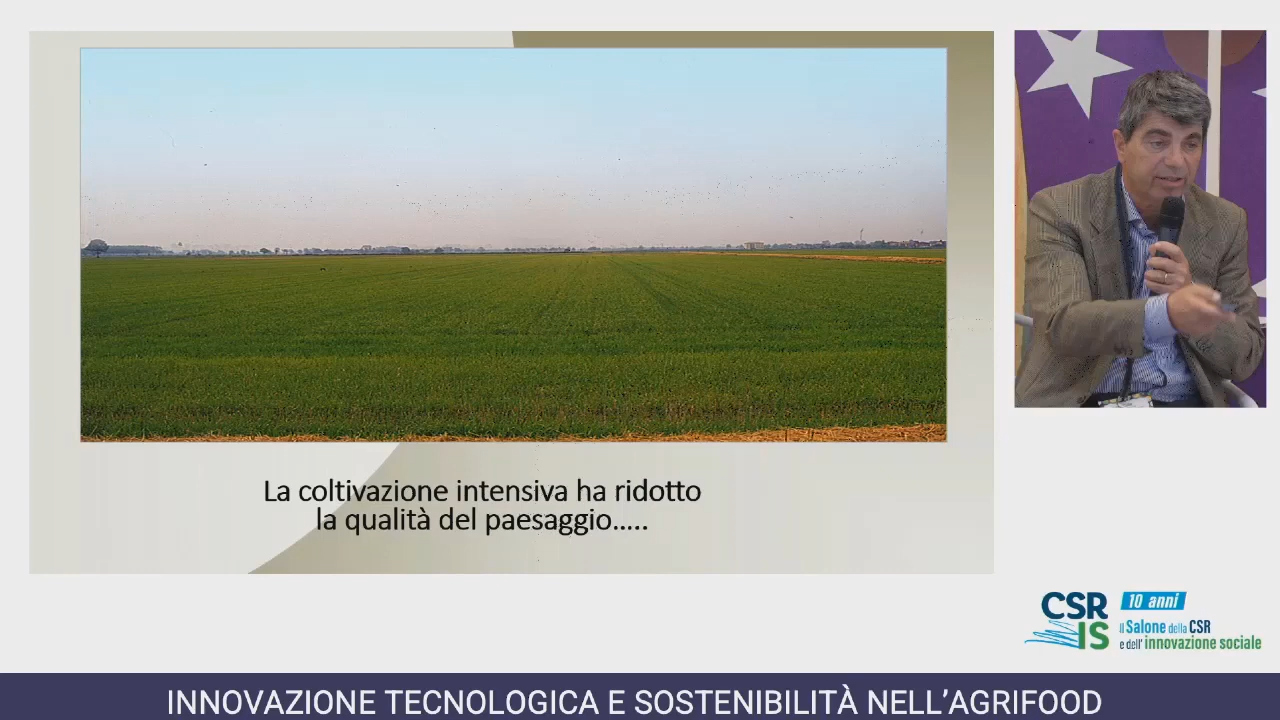 La coltivazione intensiva ha ridotto
la qualità del paesaggio.....
CSR
IS
10 anni
il Salone della CSR
e dell' innovazione sociale
INNOVAZIONE TECNOLOGICA E SOSTENIBILITÀ NELL'AGRIFOOD